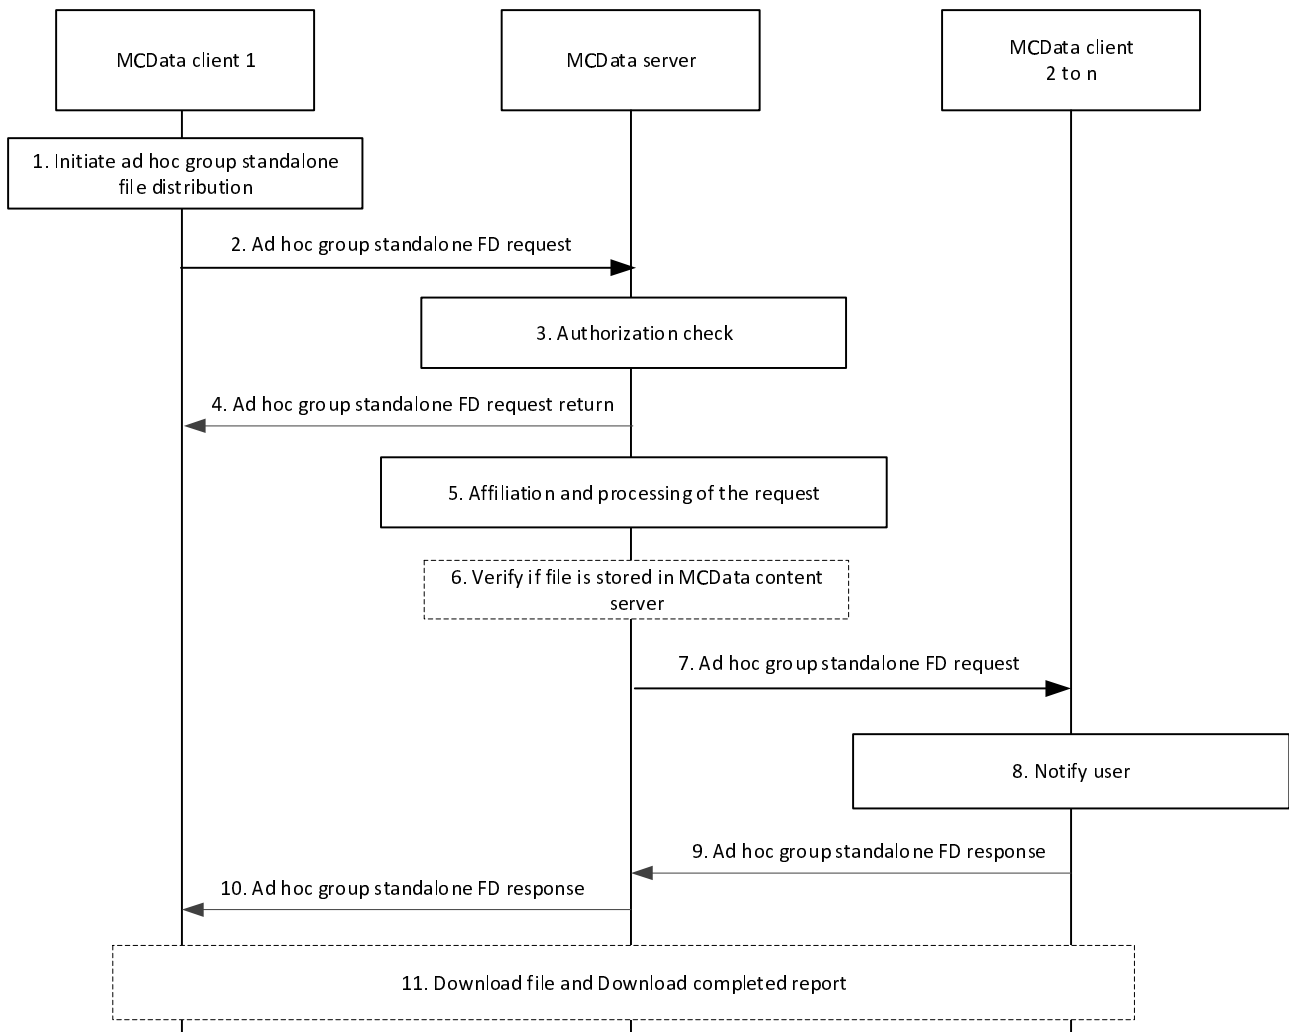 MCData client 1
MCData server
MCData client
2 to n
1. Initiate ad hoc group standalone
file distribution
2. Ad hoc group standalone FD request
3. Authorization check
4. Ad hoc group standalone FD request return
5. Affiliation and processing of the request
6. Verify if file is stored in MCData content
server
7. Ad hoc group standalone FD request
8. Notify user
9. Ad hoc group standalone FD response
10. Ad hoc group standalone FD response
11. Download file and Download completed report